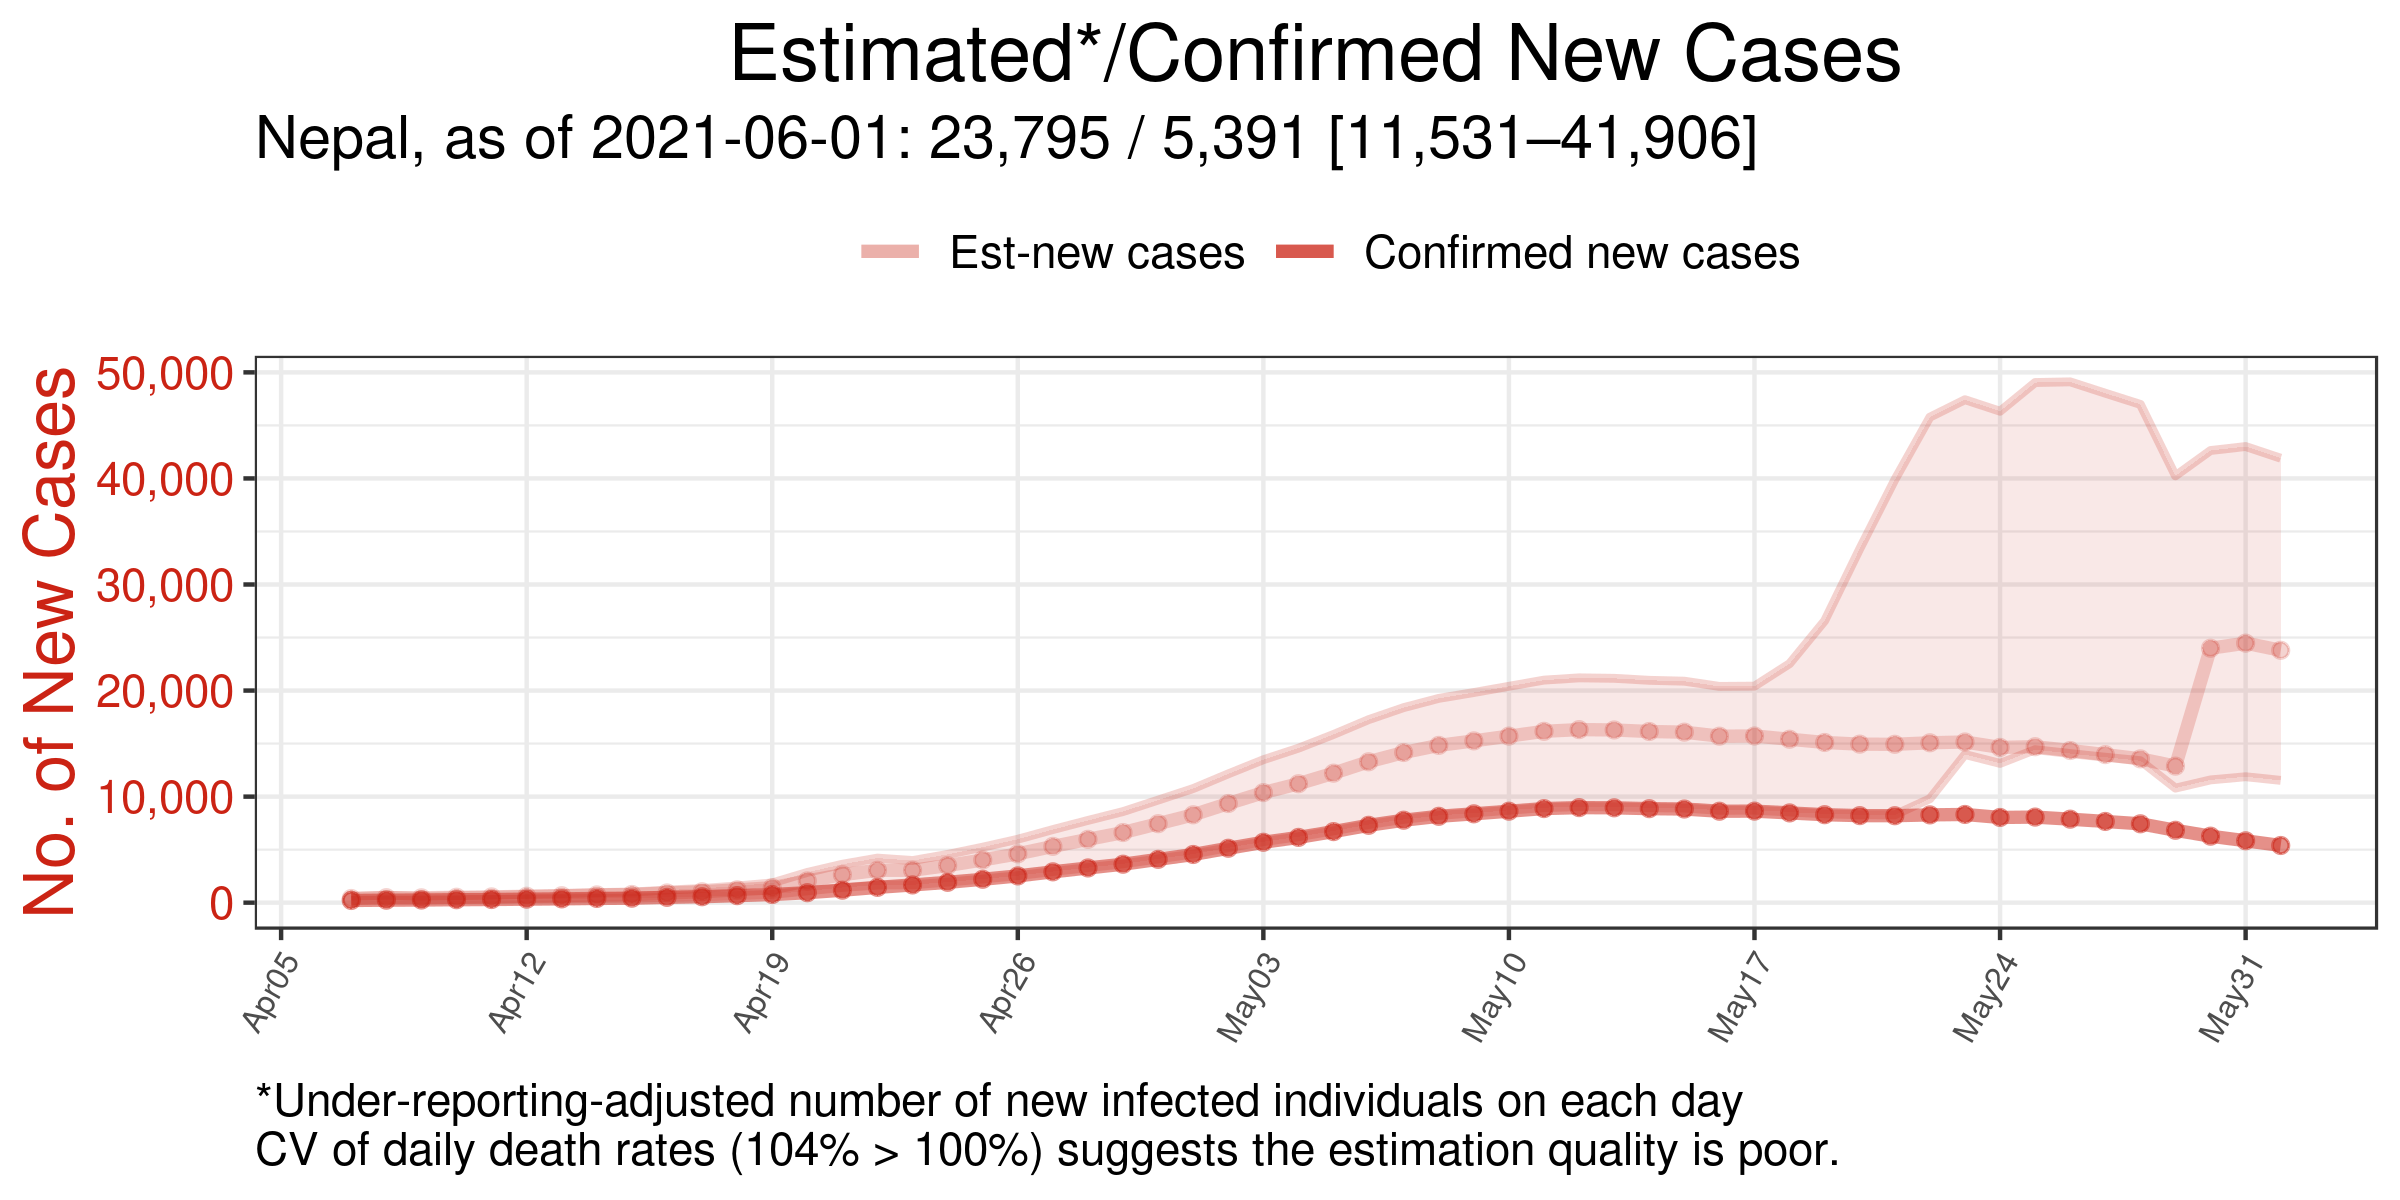 Estimated*/Confirmed New Cases
Nepal, as of 2021-06-01: 23,795 / 5,391 [11,531–41,906]
Est-new cases
Confirmed new cases
No. of New Cases
50,000
40,000
30,000
20,000
10,000
0
Apr05
Apr12
Apr19
Apr26
May03
May10
May17
May24
May31
*Under-reporting-adjusted number of new infected individuals on each day
CV of daily death rates (104% > 100%) suggests the estimation quality is poor.